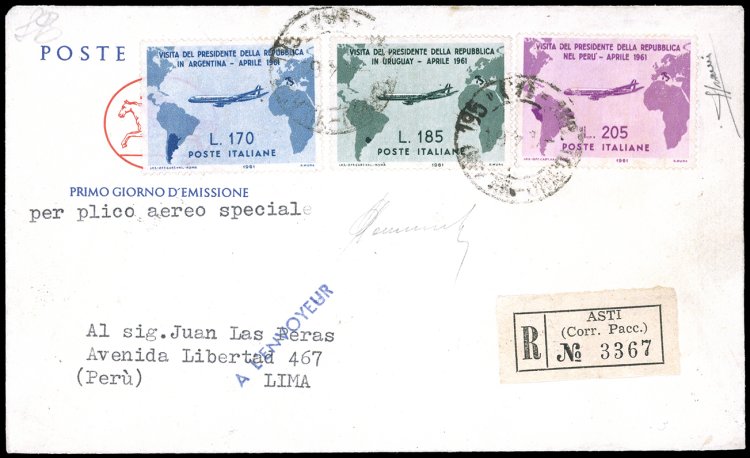 POSTE
VISITA DEL PRESIDENTE DELLA REPUBBLICA
IN ARGENTINA - APRILE 1961
L. 170
POSTE ITALIANE
1961
VISITA DEL PRESIDENTE DELLA REPUBBLICA
IN URUGUAY - APRILE 1961
L. 185
POSTE ITALIANE
1961
VISITA DEL PRESIDENTE DELLA REPUBBLICA
NEL PERU' - APRILE 1961
L. 205
POSTE ITALIANE
1961
PRIMO GIORNO D'EMISSIONE
per plico aereo speciale
A L'ENVOYEUR
Al sig.Juan Las Peras
Avenida Libertad 467
(Perù) LIMA
ASTI
(Corr. Pacc.)
R № 3367